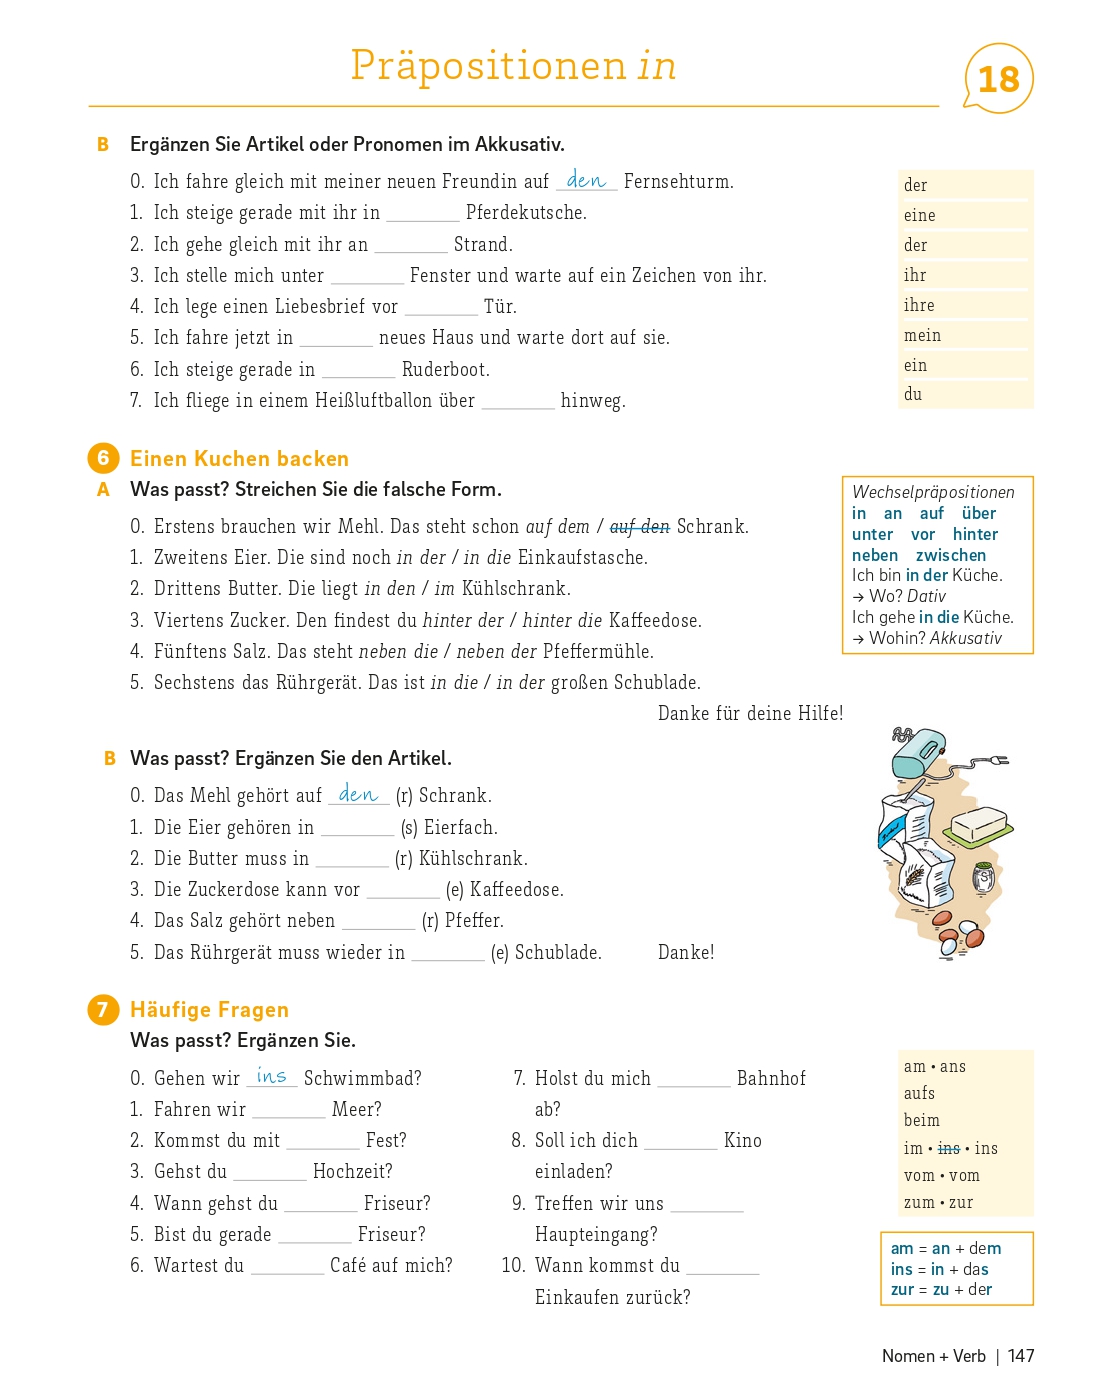 Präpositionen in
18
B Ergänzen Sie Artikel oder Pronomen im Akkusativ.
0. Ich fahre gleich mit meiner neuen Freundin auf den Fernsehturm.
1. Ich steige gerade mit ihr in ________ Pferdekutsche.
2. Ich gehe gleich mit ihr an ________ Strand.
3. Ich stelle mich unter ________ Fenster und warte auf ein Zeichen von ihr.
4. Ich lege einen Liebesbrief vor ________ Tür.
5. Ich fahre jetzt in ________ neues Haus und warte dort auf sie.
6. Ich steige gerade in ________ Ruderboot.
7. Ich fliege in einem Heißluftballon über ________ hinweg.
der
eine
der
ihr
ihre
mein
ein
du
6 Einen Kuchen backen
A Was passt? Streichen Sie die falsche Form.
0. Erstens brauchen wir Mehl. Das steht schon auf dem / auf den Schrank.
1. Zweitens Eier. Die sind noch in der / in die Einkaufstasche.
2. Drittens Butter. Die liegt in den / im Kühlschrank.
3. Viertens Zucker. Den findest du hinter der / hinter die Kaffeedose.
4. Fünftens Salz. Das steht neben die / neben der Pfeffermühle.
5. Sechstens das Rührgerät. Das ist in die / in der großen Schublade.
Danke für deine Hilfe!
Wechselpräpositionen
in an auf über
unter vor hinter
neben zwischen
Ich bin in der Küche.
→ Wo? Dativ
Ich gehe in die Küche.
→ Wohin? Akkusativ
B Was passt? Ergänzen Sie den Artikel.
0. Das Mehl gehört auf den (r) Schrank.
1. Die Eier gehören in ________ (s) Eierfach.
2. Die Butter muss in ________ (r) Kühlschrank.
3. Die Zuckerdose kann vor ________ (e) Kaffeedose.
4. Das Salz gehört neben ________ (r) Pfeffer.
5. Das Rührgerät muss wieder in ________ (e) Schublade. Danke!
7 Häufige Fragen
Was passt? Ergänzen Sie.
0. Gehen wir ins Schwimmbad?
1. Fahren wir ________ Meer?
2. Kommst du mit ________ Fest?
3. Gehst du ________ Hochzeit?
4. Wann gehst du ________ Friseur?
5. Bist du gerade ________ Friseur?
6. Wartest du ________ Café auf mich?
7. Holst du mich ________ Bahnhof
ab?
8. Soll ich dich ________ Kino
einladen?
9. Treffen wir uns ________
Haupteingang?
10. Wann kommst du ________
Einkaufen zurück?
am • ans
aufs
beim
im • ins • ins
vom • vom
zum • zur
am = an + dem
ins = in + das
zur = zu + der
Nomen + Verb | 147